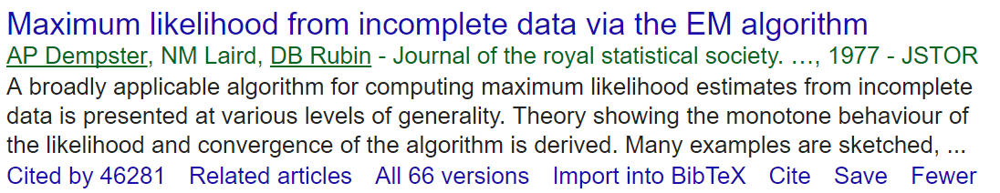 Maximum likelihood from incomplete data via the EM algorithm
AP Dempster, NM Laird, DB Rubin - Journal of the royal statistical society. …, 1977 - JSTOR
A broadly applicable algorithm for computing maximum likelihood estimates from incomplete
data is presented at various levels of generality. Theory showing the monotone behaviour of
the likelihood and convergence of the algorithm is derived. Many examples are sketched, ...
Cited by 46281 Related articles All 66 versions Import into BibTeX Cite Save Fewer